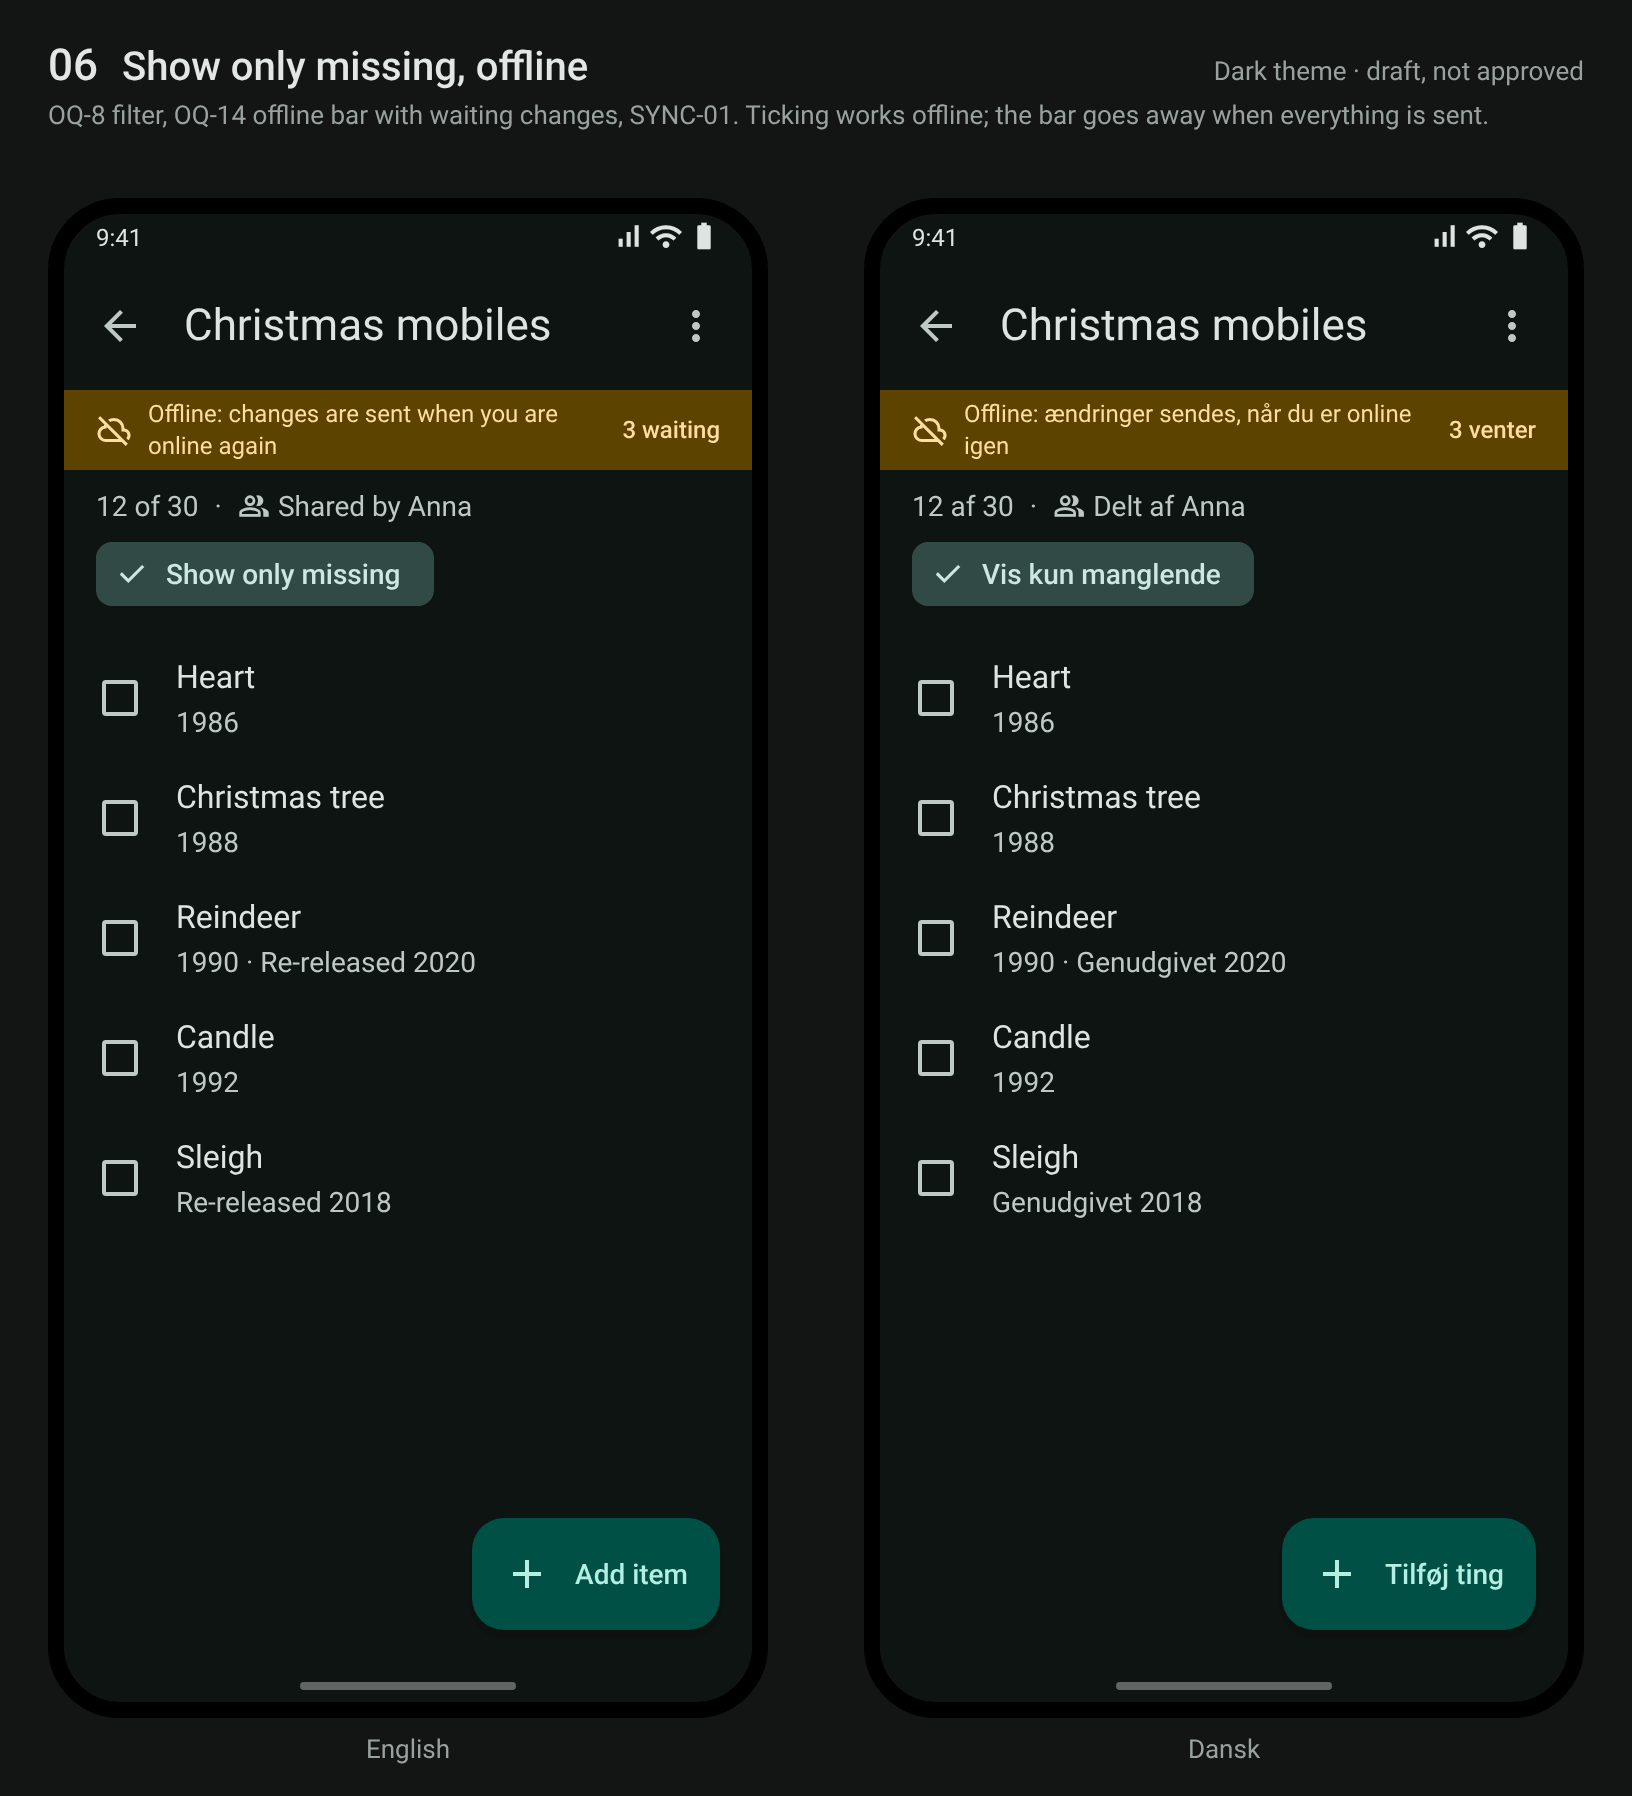 06 Show only missing, offline
Dark theme · draft, not approved
OQ-8 filter, OQ-14 offline bar with waiting changes, SYNC-01. Ticking works offline; the bar goes away when everything is sent.
9:41
Christmas mobiles
Offline: changes are sent when you are
online again
3 waiting
12 of 30 · Shared by Anna
Show only missing
Heart
1986
Christmas tree
1988
Reindeer
1990 · Re-released 2020
Candle
1992
Sleigh
Re-released 2018
Add item
English
9:41
Christmas mobiles
Offline: ændringer sendes, når du er online
igen
3 venter
12 af 30 · Delt af Anna
Vis kun manglende
Heart
1986
Christmas tree
1988
Reindeer
1990 · Genudgivet 2020
Candle
1992
Sleigh
Genudgivet 2018
Tilføj ting
Dansk